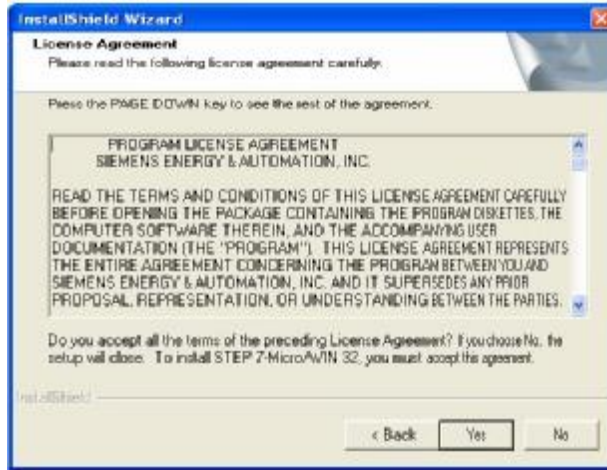 InstallShield Wizard
License Agreement
Please read the following license agreement carefully.
Press the PAGE DOWN key to see the rest of the agreement.
PROGRAM LICENSE AGREEMENT
SIEMENS ENERGY & AUTOMATION, INC.
READ THE TERMS AND CONDITIONS OF THIS LICENSE AGREEMENT CAREFULLY
BEFORE OPENING THE PACKAGE CONTAINING THE PROGRAM DISKETTES, THE
COMPUTER SOFTWARE THEREIN, AND THE ACCOMPANYING USER
DOCUMENTATION (THE "PROGRAM"). THIS LICENSE AGREEMENT REPRESENTS
THE ENTIRE AGREEMENT CONCERNING THE PROGRAM BETWEEN YOU AND
SIEMENS ENERGY & AUTOMATION, INC. AND IT SUPERSEDES ANY PRIOR
PROPOSAL, REPRESENTATION, OR UNDERSTANDING BETWEEN THE PARTIES.
Do you accept all the terms of the preceding License Agreement? If you choose No, the
setup will close. To install STEP 7-Micro/WIN 32, you must accept this agreement.
InstallShield
< Back Yes No